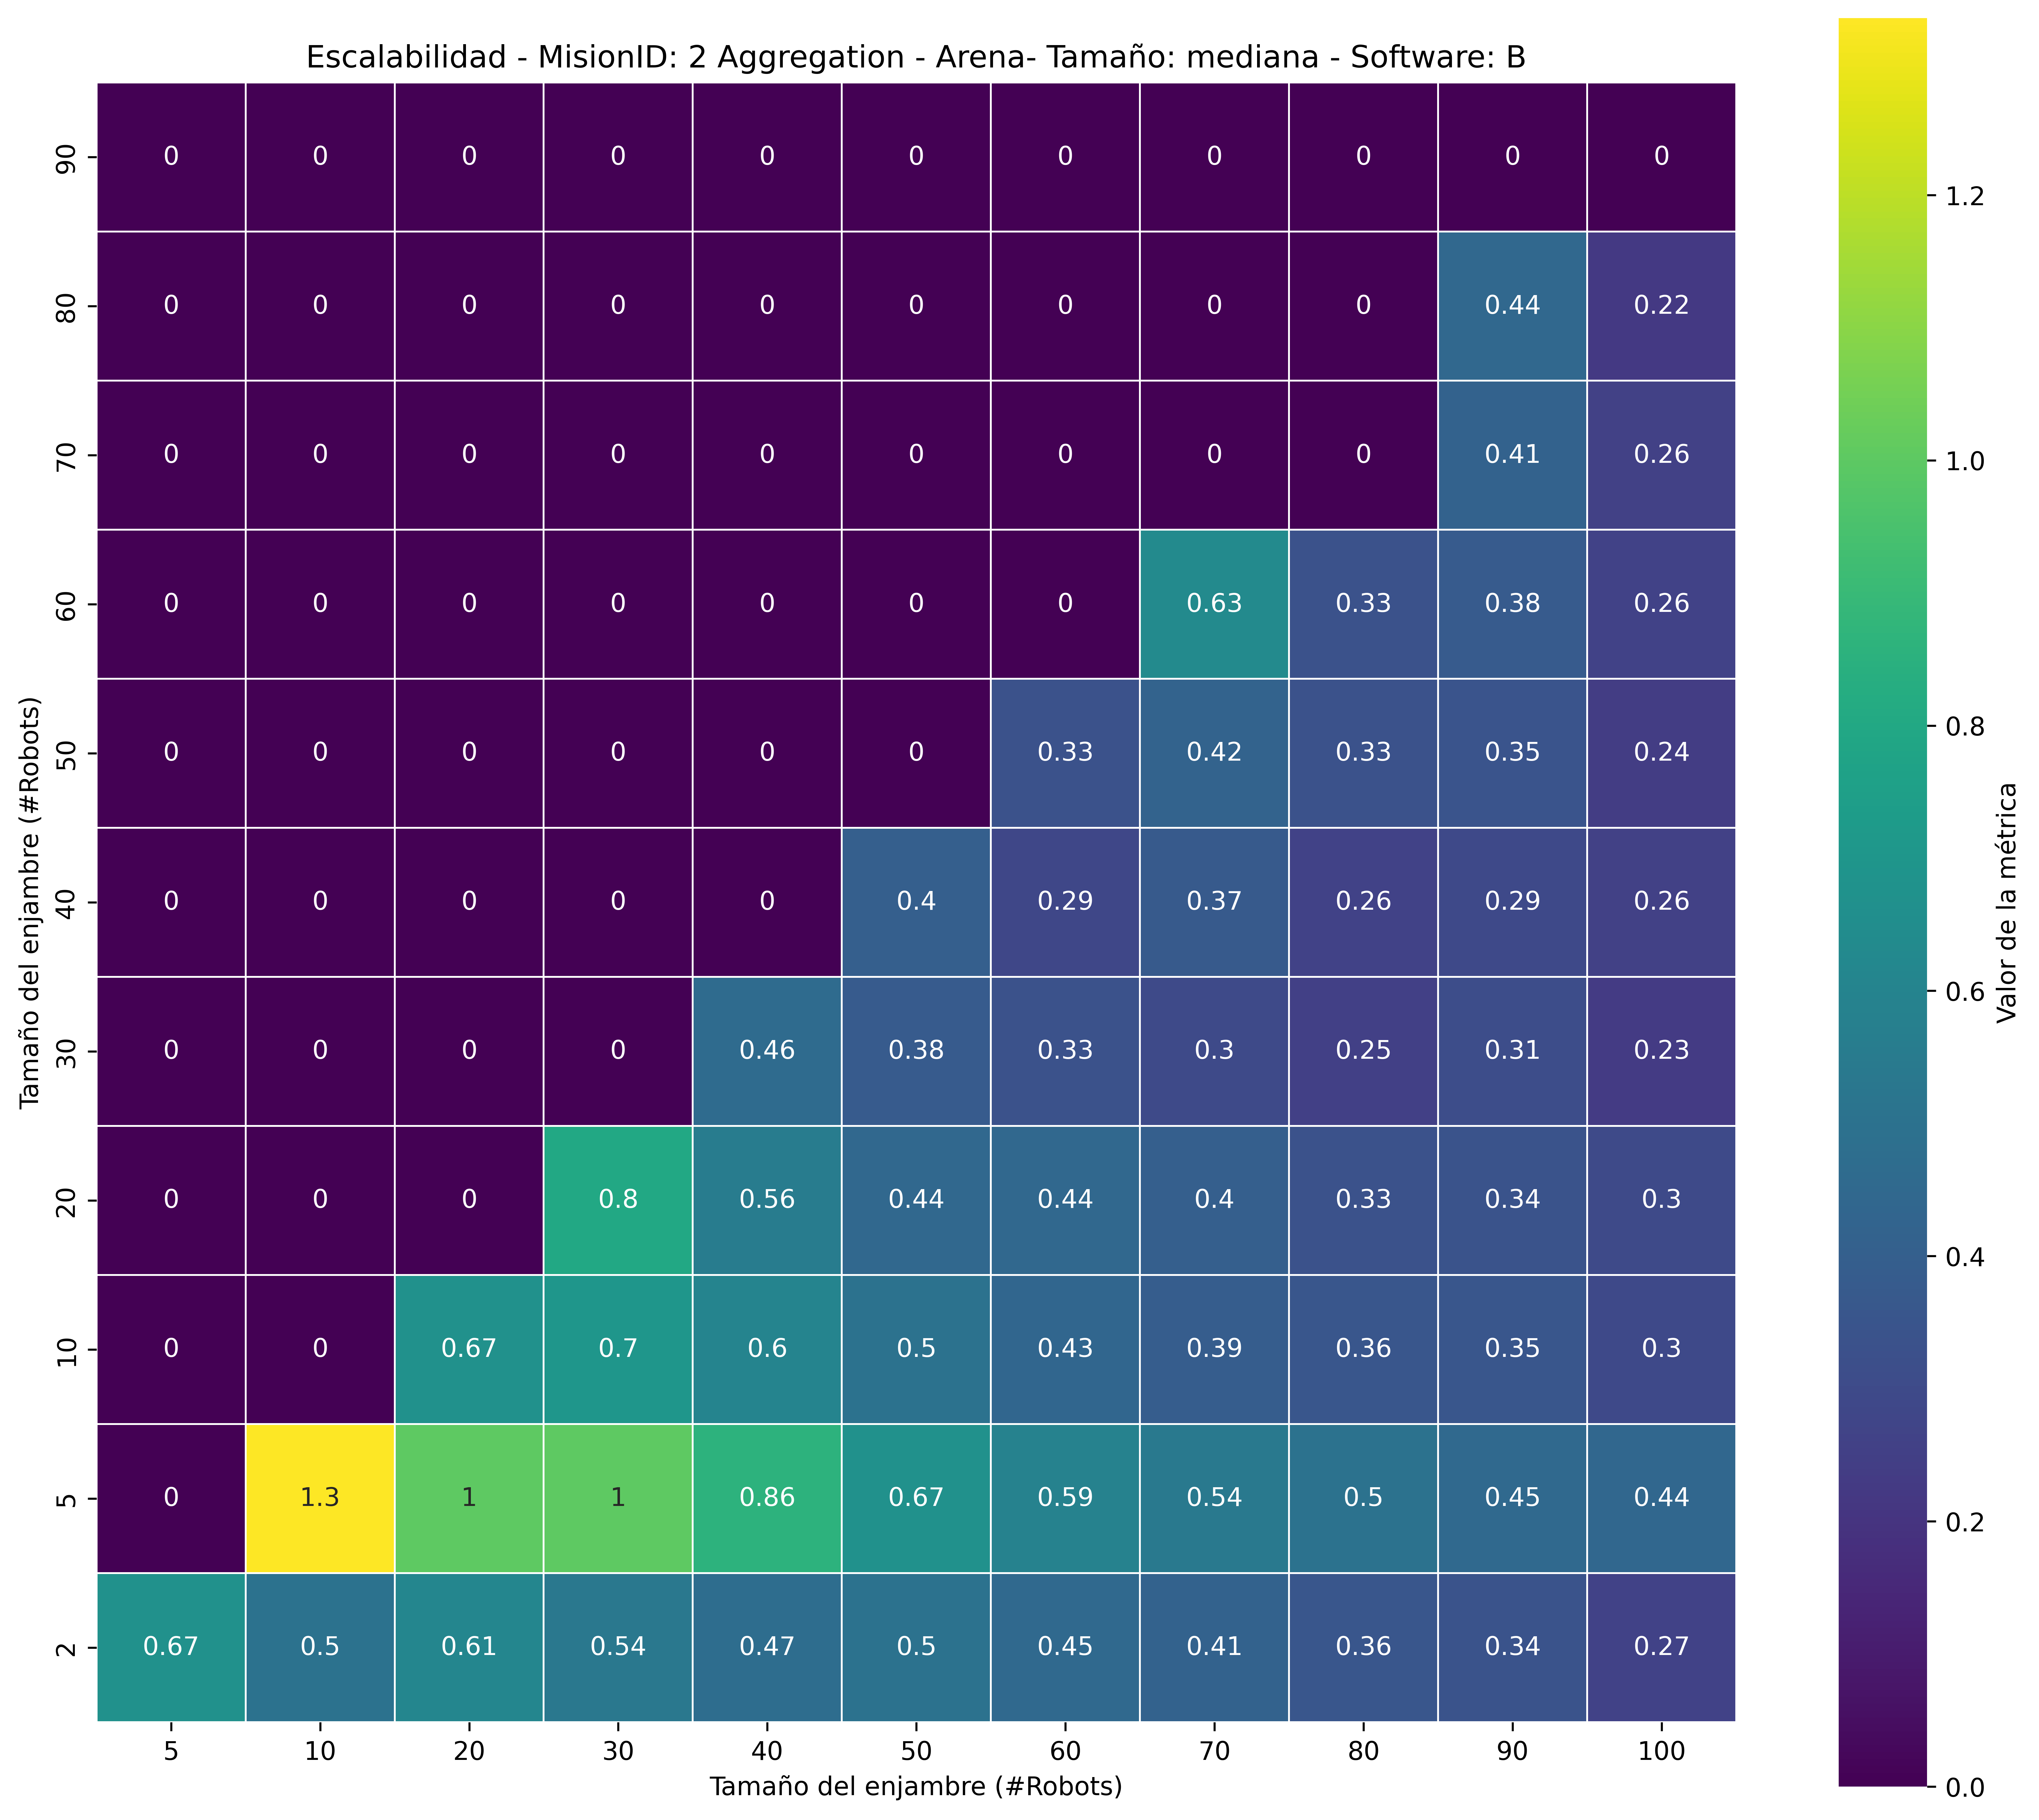 Escalabilidad - MisionID: 2 Aggregation - Arena- Tamaño: mediana - Software: B
90 0 0 0 0 0 0 0 0 0 0 0
80 0 0 0 0 0 0 0 0 0 0.44 0.22
70 0 0 0 0 0 0 0 0 0 0.41 0.26
60 0 0 0 0 0 0 0 0.63 0.33 0.38 0.26
50 0 0 0 0 0 0 0.33 0.42 0.33 0.35 0.24
40 0 0 0 0 0 0.4 0.29 0.37 0.26 0.29 0.26
30 0 0 0 0 0.46 0.38 0.33 0.3 0.25 0.31 0.23
20 0 0 0 0.8 0.56 0.44 0.44 0.4 0.33 0.34 0.3
10 0 0 0.67 0.7 0.6 0.5 0.43 0.39 0.36 0.35 0.3
5 0 1.3 1 1 0.86 0.67 0.59 0.54 0.5 0.45 0.44
2 0.67 0.5 0.61 0.54 0.47 0.5 0.45 0.41 0.36 0.34 0.27
5 10 20 30 40 50 60 70 80 90 100
Tamaño del enjambre (#Robots)
Tamaño del enjambre (#Robots)
1.2
1.0
0.8
0.6
0.4
0.2
0.0
Valor de la métrica